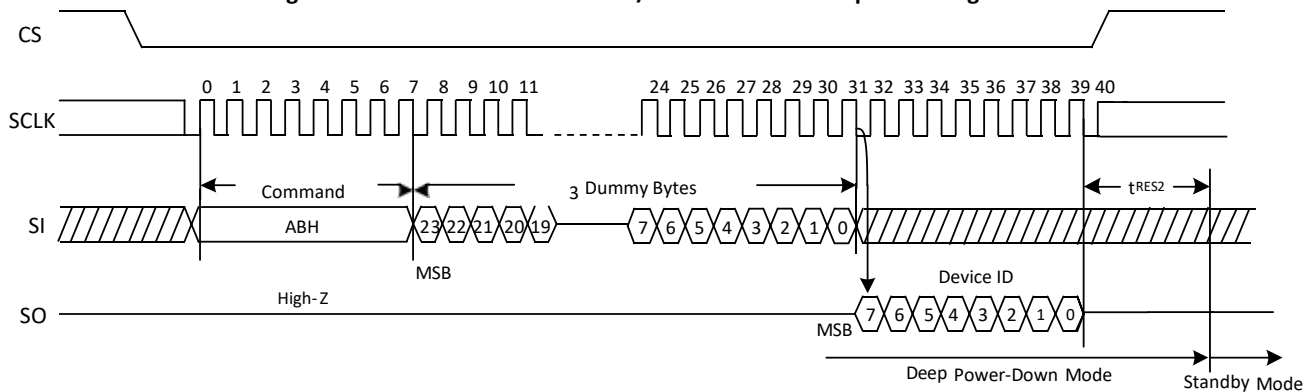 CS
0 1 2 3 4 5 6 7 8 9 10 11 24 25 26 27 28 29 30 31 32 33 34 35 36 37 38 39 40
SCLK
Command 3 Dummy Bytes tRES2
SI ABH 23 22 21 20 19 7 6 5 4 3 2 1 0
MSB Device ID
High-Z
SO MSB 7 6 5 4 3 2 1 0
Deep Power-Down Mode Standby Mode